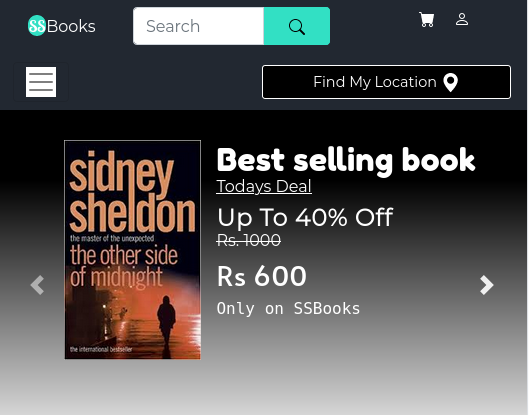 SSBooks
Search
Find My Location
Best selling book
Todays Deal
Up To 40% Off
Rs. 1000
Rs 600
Only on SSBooks
sidney
sheldon
the master of the unexpected
the other side
of midnight
the international bestseller